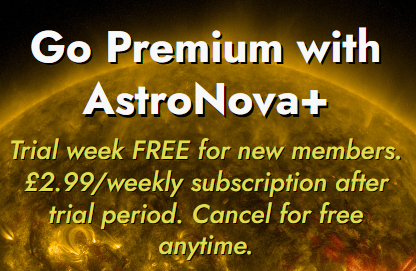 Go Premium with
AstroNova+
Trial week FREE for new members.
£2.99/weekly subscription after
trial period. Cancel for free
anytime.